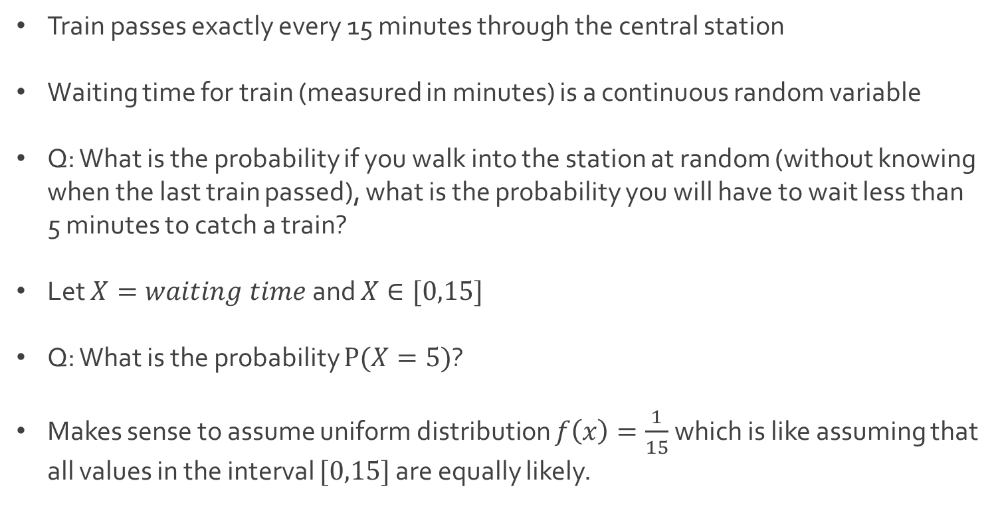 • Train passes exactly every 15 minutes through the central station
• Waiting time for train (measured in minutes) is a continuous random variable
• Q: What is the probability if you walk into the station at random (without knowing
when the last train passed), what is the probability you will have to wait less than
5 minutes to catch a train?
• Let X = waiting time and X ∈ [0,15]
• Q: What is the probability P(X = 5)?
• Makes sense to assume uniform distribution f(x) = 1/15 which is like assuming that
all values in the interval [0,15] are equally likely.